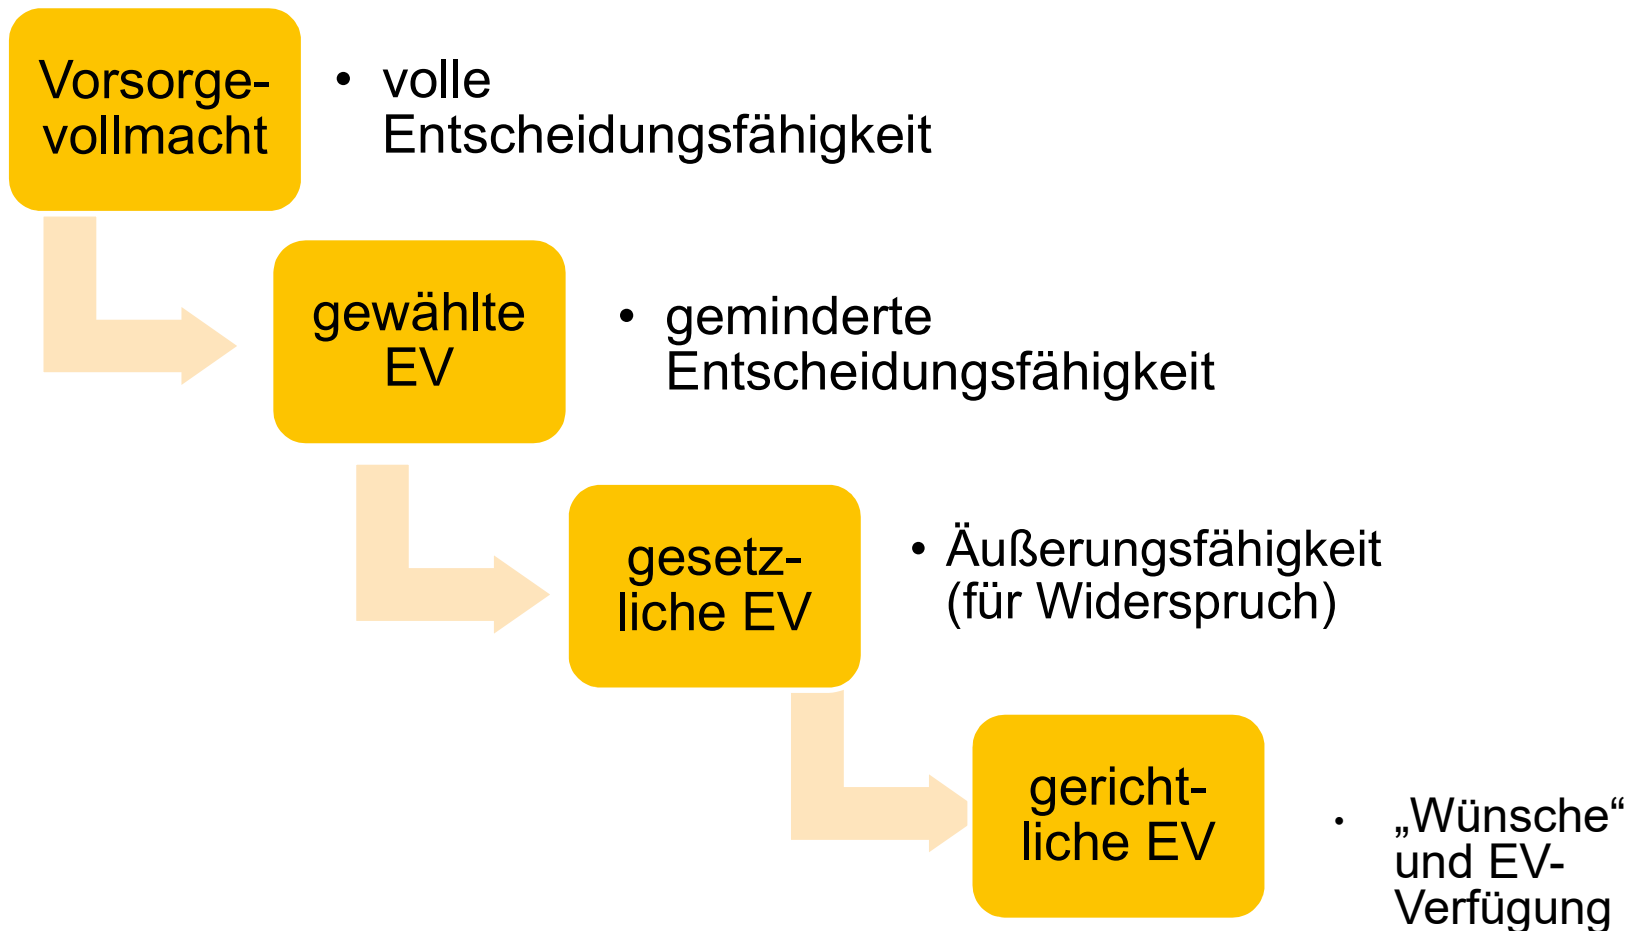 Vorsorge-
vollmacht
• volle
Entscheidungsfähigkeit
gewählte
EV
• geminderte
Entscheidungsfähigkeit
gesetz-
liche EV
• Äußerungsfähigkeit
(für Widerspruch)
gericht-
liche EV
• „Wünsche“
und EV-
Verfügung